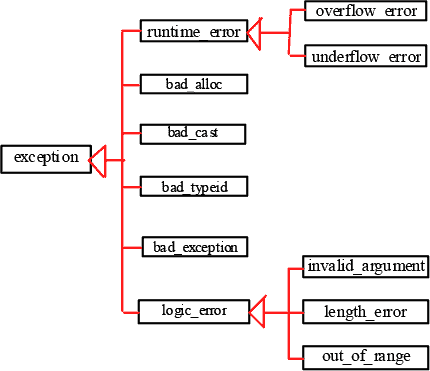 overflow_error
runtime_error
underflow_error
bad_alloc
bad_cast
exception
bad_typeid
bad_exception
invalid_argument
logic_error
length_error
out_of_range